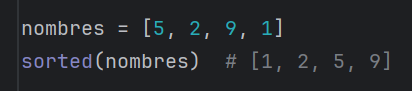 nombres = [5, 2, 9, 1]
sorted(nombres)  # [1, 2, 5, 9]